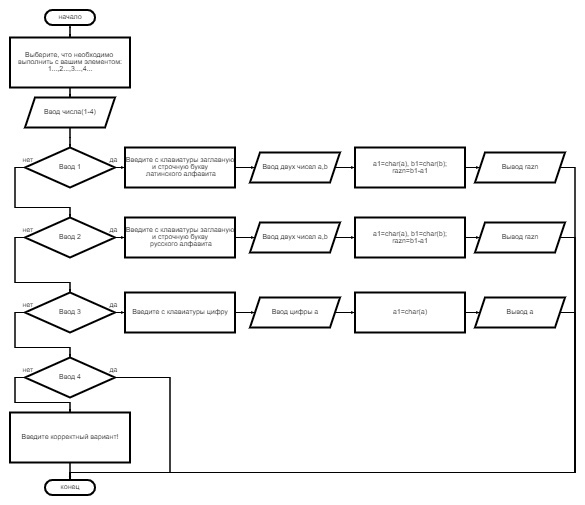 начало
Выберите, что необходимо
выполнить с вашим элементом:
1...,2...,3...,4...
Ввод числа(1-4)
нет
Ввод 1
да
Введите с клавиатуры заглавную
и строчную букву
латинского алфавита
Ввод двух чисел a,b
a1=char(a), b1=char(b);
razn=b1-a1
Вывод razn
нет
Ввод 2
да
Введите с клавиатуры заглавную
и строчную букву
русского алфавита
Ввод двух чисел a,b
a1=char(a), b1=char(b);
razn=b1-a1
Вывод razn
нет
Ввод 3
да
Введите с клавиатуры цифру
Ввод цифры a
a1=char(a)
Вывод a
нет
Ввод 4
да
Введите корректный вариант!
конец